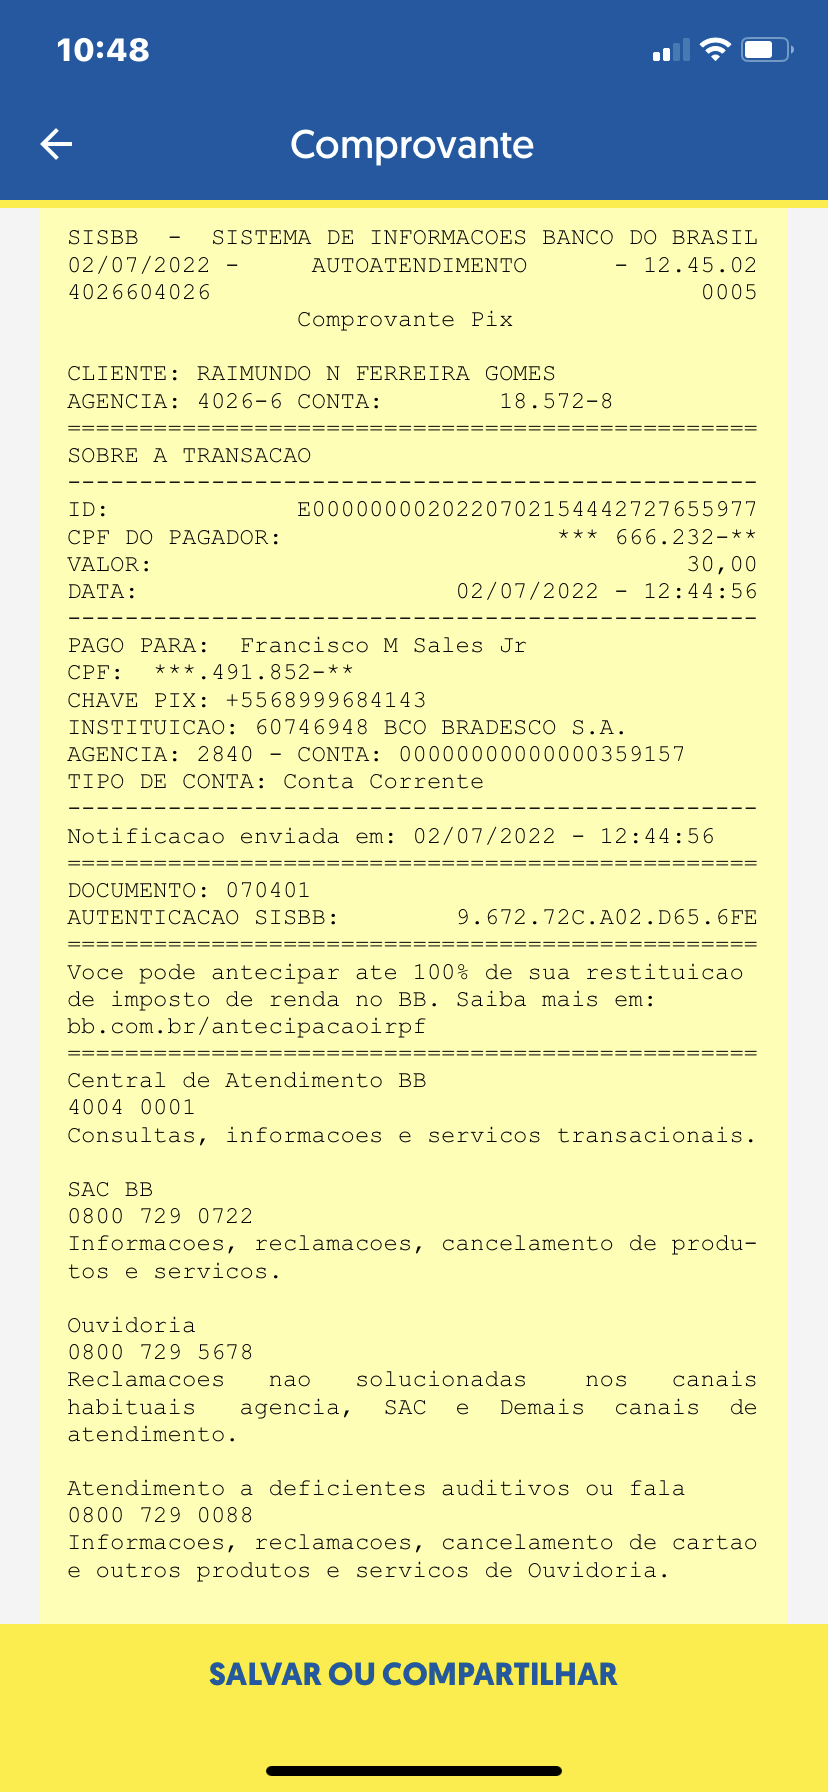 10:48
Comprovante
SISBB - SISTEMA DE INFORMACOES BANCO DO BRASIL
02/07/2022 - AUTOATENDIMENTO - 12.45.02
4026604026 0005
Comprovante Pix
CLIENTE: RAIMUNDO N FERREIRA GOMES
AGENCIA: 4026-6 CONTA: 18.572-8
================================================
SOBRE A TRANSACAO
------------------------------------------------
ID: E0000000020220702154442727655977
CPF DO PAGADOR: *** 666.232-**
VALOR: 30,00
DATA: 02/07/2022 - 12:44:56
------------------------------------------------
PAGO PARA: Francisco M Sales Jr
CPF: ***.491.852-**
CHAVE PIX: +5568999684143
INSTITUICAO: 60746948 BCO BRADESCO S.A.
AGENCIA: 2840 - CONTA: 00000000000000359157
TIPO DE CONTA: Conta Corrente
------------------------------------------------
Notificacao enviada em: 02/07/2022 - 12:44:56
================================================
DOCUMENTO: 070401
AUTENTICACAO SISBB: 9.672.72C.A02.D65.6FE
================================================
Voce pode antecipar ate 100% de sua restituicao
de imposto de renda no BB. Saiba mais em:
bb.com.br/antecipacaoirpf
================================================
Central de Atendimento BB
4004 0001
Consultas, informacoes e servicos transacionais.
SAC BB
0800 729 0722
Informacoes, reclamacoes, cancelamento de produ-
tos e servicos.
Ouvidoria
0800 729 5678
Reclamacoes nao solucionadas nos canais
habituais agencia, SAC e Demais canais de
atendimento.
Atendimento a deficientes auditivos ou fala
0800 729 0088
Informacoes, reclamacoes, cancelamento de cartao
e outros produtos e servicos de Ouvidoria.
SALVAR OU COMPARTILHAR